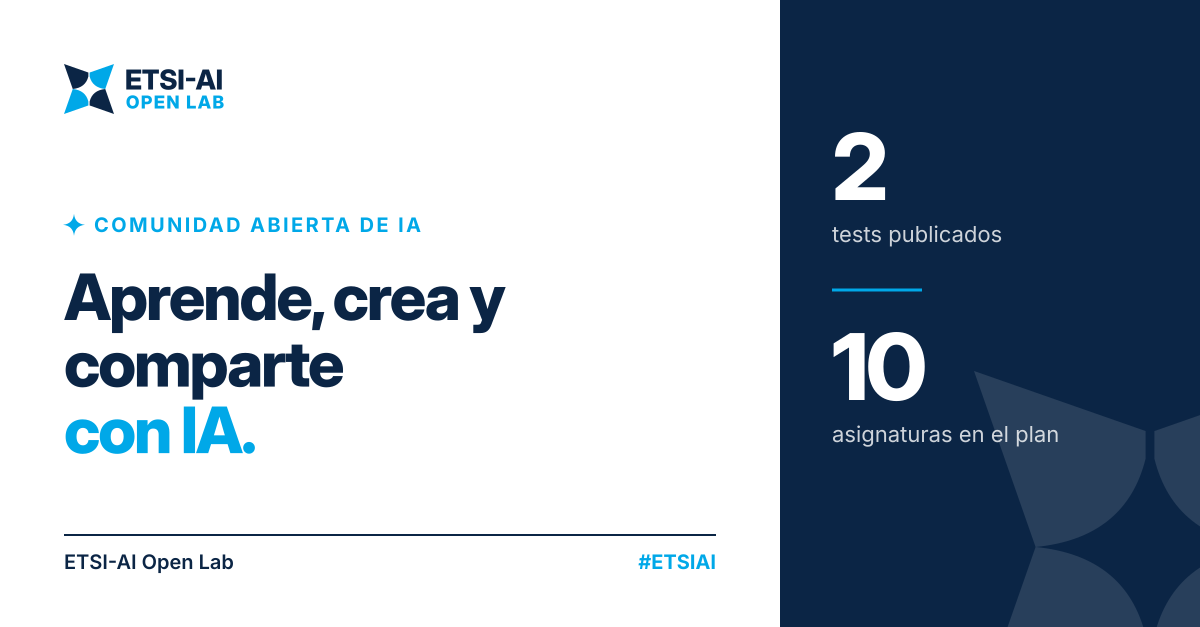 ETSI-AI
OPEN LAB
COMUNIDAD ABIERTA DE IA
Aprende, crea y
comparte
con IA.
ETSI-AI Open Lab
#ETSIAI
2
tests publicados
10
asignaturas en el plan